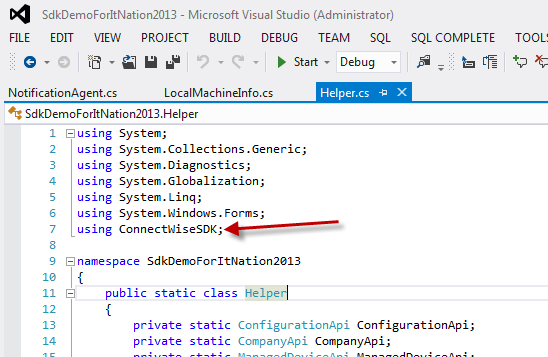 SdkDemoForItNation2013 - Microsoft Visual Studio (Administrator)
FILE EDIT VIEW PROJECT BUILD DEBUG TEAM SQL SQL COMPLETE TOOLS
Start Debug
NotificationAgent.cs LocalMachineInfo.cs Helper.cs
SdkDemoForItNation2013.Helper
1 using System;
2 using System.Collections.Generic;
3 using System.Diagnostics;
4 using System.Globalization;
5 using System.Linq;
6 using System.Windows.Forms;
7 using ConnectWiseSDK;
8
9 namespace SdkDemoForItNation2013
10 {
11 public static class Helper
12 {
13 private static ConfigurationApi ConfigurationApi;
14 private static CompanyApi CompanyApi;
15 private static ManagedDeviceApi ManagedDeviceApi;